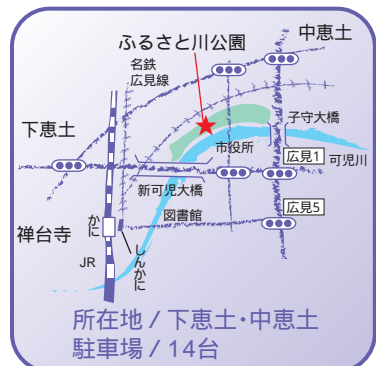 中恵土
ふるさと川公園
名鉄
広見線
子守大橋
下恵土
市役所
広見1
可児川
新可児大橋
図書館
広見5
かに
しんかに
禅台寺
JR
所在地 / 下恵土・中恵土
駐車場 / 14台